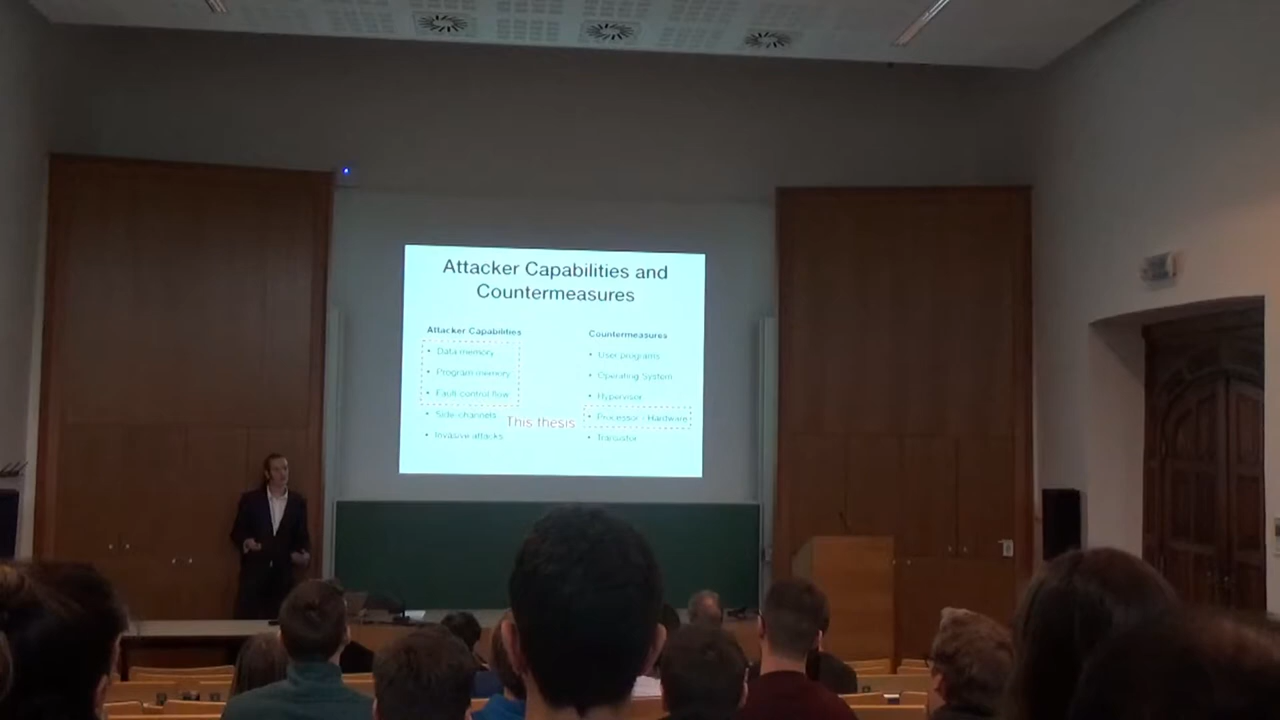 Attacker Capabilities and
Countermeasures
Attacker Capabilities
• Data memory
• Program memory
• Fault control flow
• Side-channels
• Invasive attacks
This thesis
Countermeasures
• User programs
• Operating System
• Hypervisor
• Processor - Hardware
• Transistor